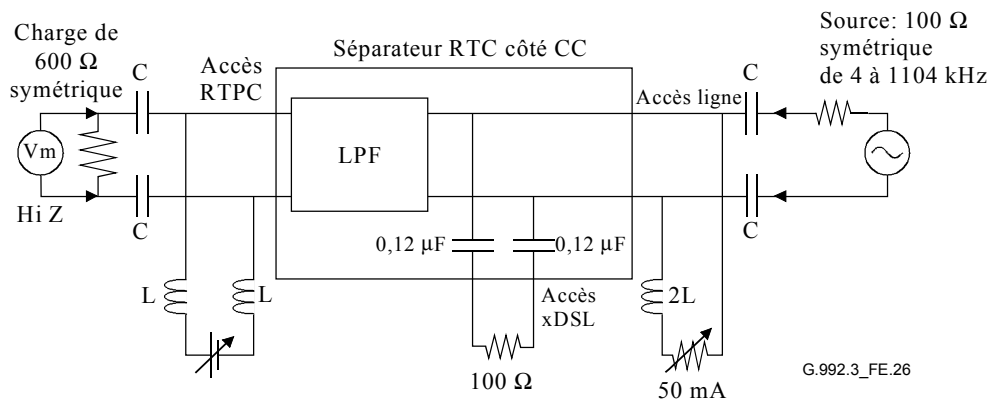 Charge de
600 Ω
symétrique
C
Accès
RTPC
Séparateur RTC côté CC
Accès ligne
C
Source: 100 Ω
symétrique
de 4 à 1104 kHz
Vm
LPF
Hi Z
C
C
0,12 µF
0,12 µF
L
L
Accès
xDSL
2L
100 Ω
50 mA
G.992.3_FE.26